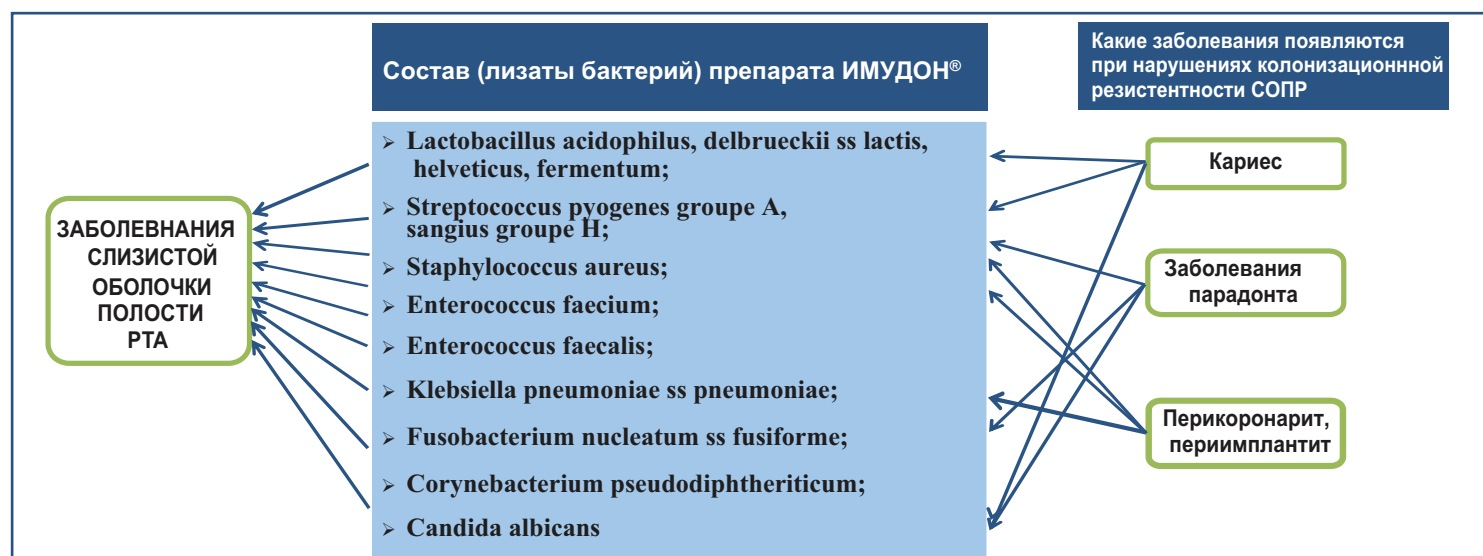 Состав (лизаты бактерий) препарата ИМУДОН®
Какие заболевания появляются
при нарушениях колонизационнной
резистентности СОПР
ЗАБОЛЕВНАНИЯ
СЛИЗИСТОЙ
ОБОЛОЧКИ
ПОЛОСТИ
РТА
➢ Lactobacillus acidophilus, delbrueckii ss lactis,
helveticus, fermentum;
➢ Streptococcus pyogenes groupe A,
sangius groupe H;
➢ Staphylococcus aureus;
➢ Enterococcus faecium;
➢ Enterococcus faecalis;
➢ Klebsiella pneumoniae ss pneumoniae;
➢ Fusobacterium nucleatum ss fusiforme;
➢ Corynebacterium pseudodiphtheriticum;
➢ Candida albicans
Кариес
Заболевания
парадонта
Перикоронарит,
периимплантит